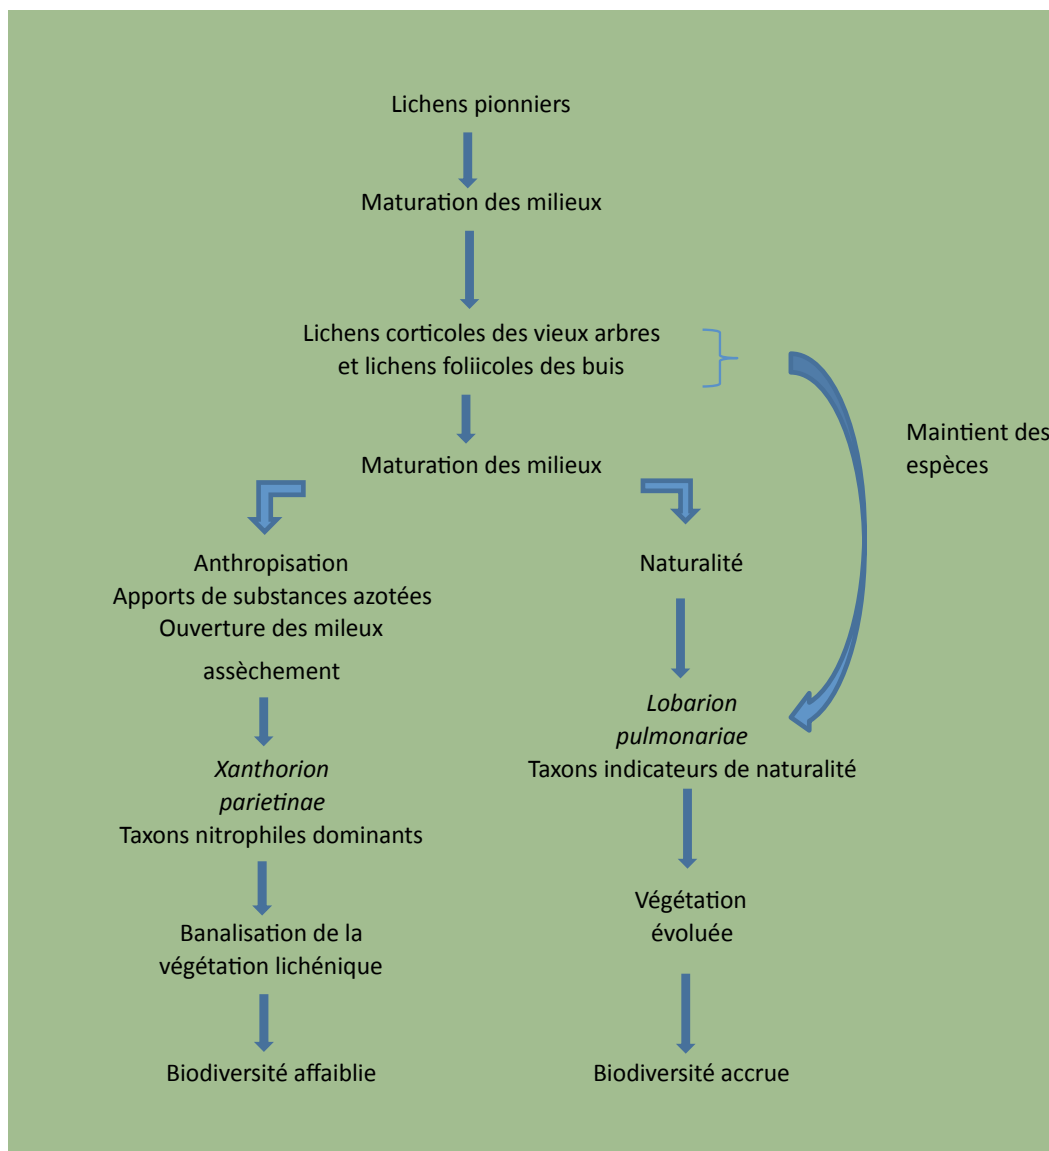 Lichens pionniers
Maturation des milieux
Lichens corticoles des vieux arbres
et lichens foliicoles des buis
Maintient des
espèces
Maturation des milieux
Anthropisation
Apports de substances azotées
Ouverture des mileux
assèchement
Xanthorion
parietinae
Taxons nitrophiles dominants
Banalisation de la
végétation lichénique
Biodiversité affaiblie
Naturalité
Lobarion
pulmonariae
Taxons indicateurs de naturalité
Végétation
évoluée
Biodiversité accrue